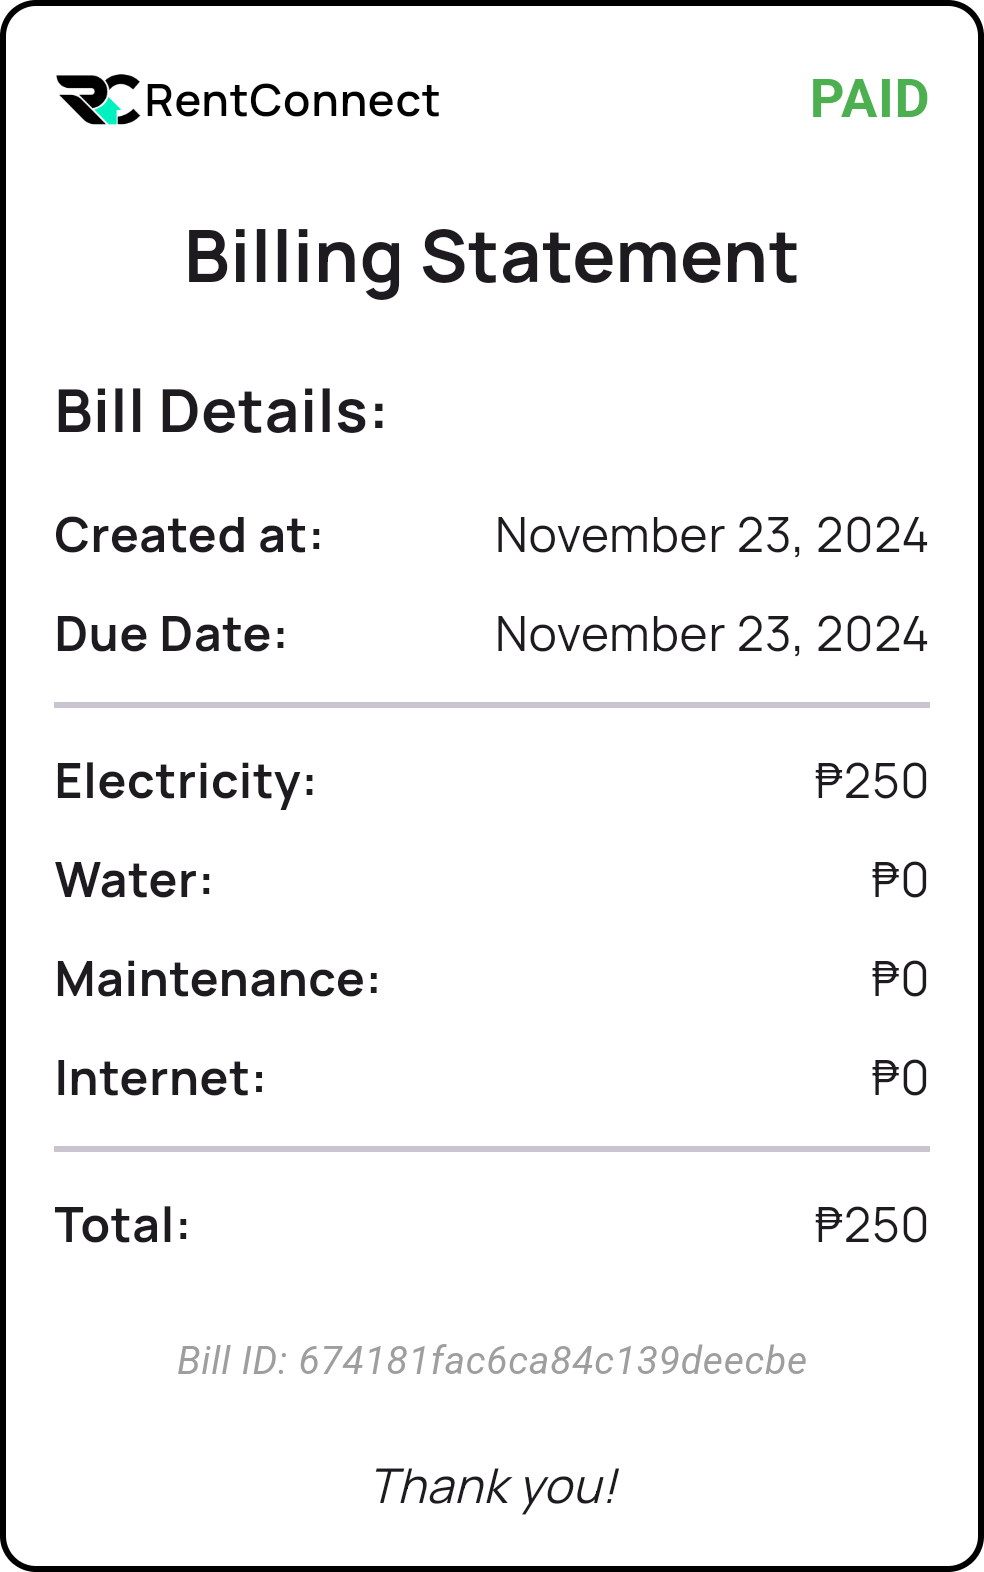 RentConnect PAID
Billing Statement
Bill Details:
Created at: November 23, 2024
Due Date: November 23, 2024
Electricity: ₱250
Water: ₱0
Maintenance: ₱0
Internet: ₱0
Total: ₱250
Bill ID: 674181fac6ca84c139deecbe
Thank you!